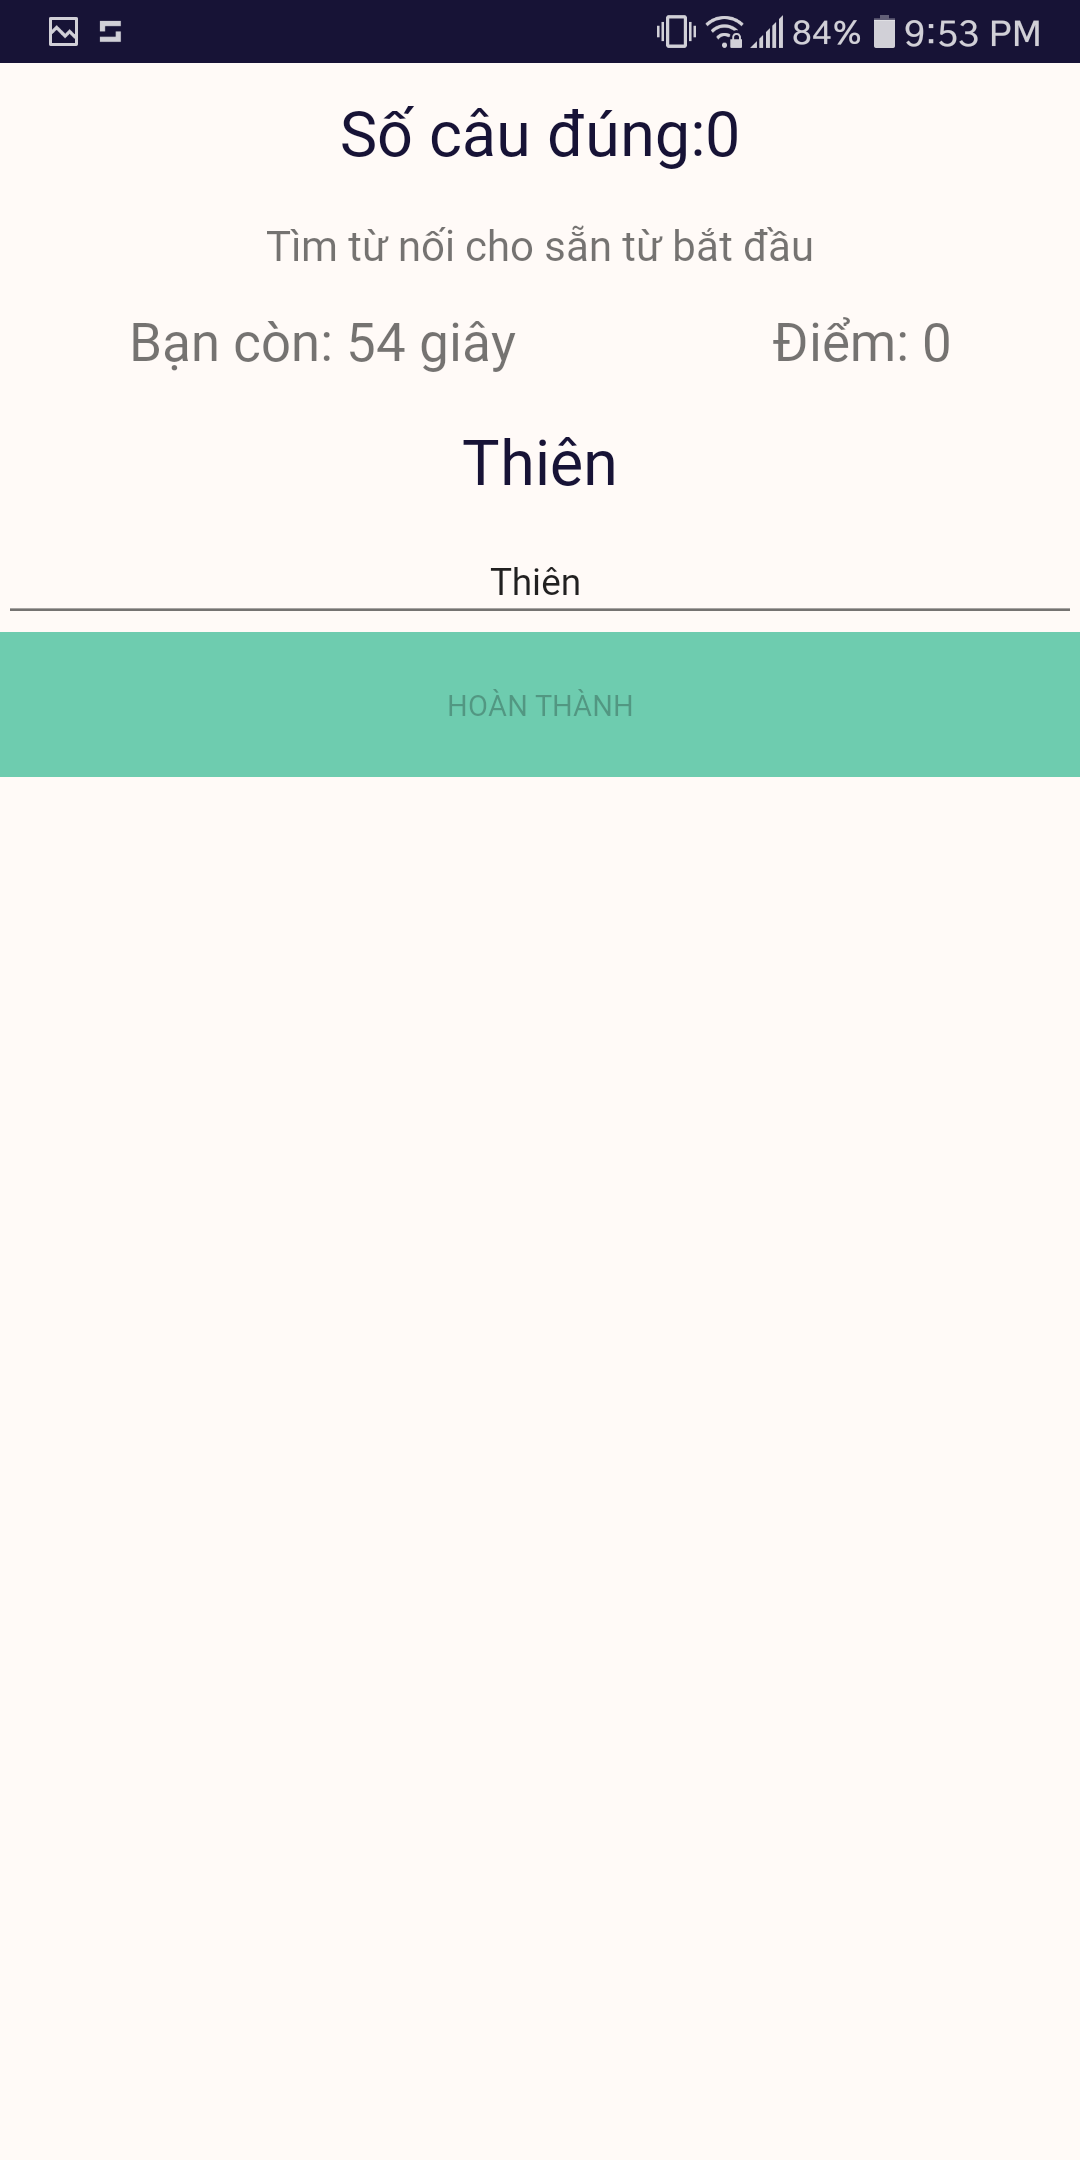 84% 9:53 PM
Số câu đúng:0
Tìm từ nối cho sẵn từ bắt đầu
Bạn còn: 54 giây Điểm: 0
Thiên
Thiên
HOÀN THÀNH